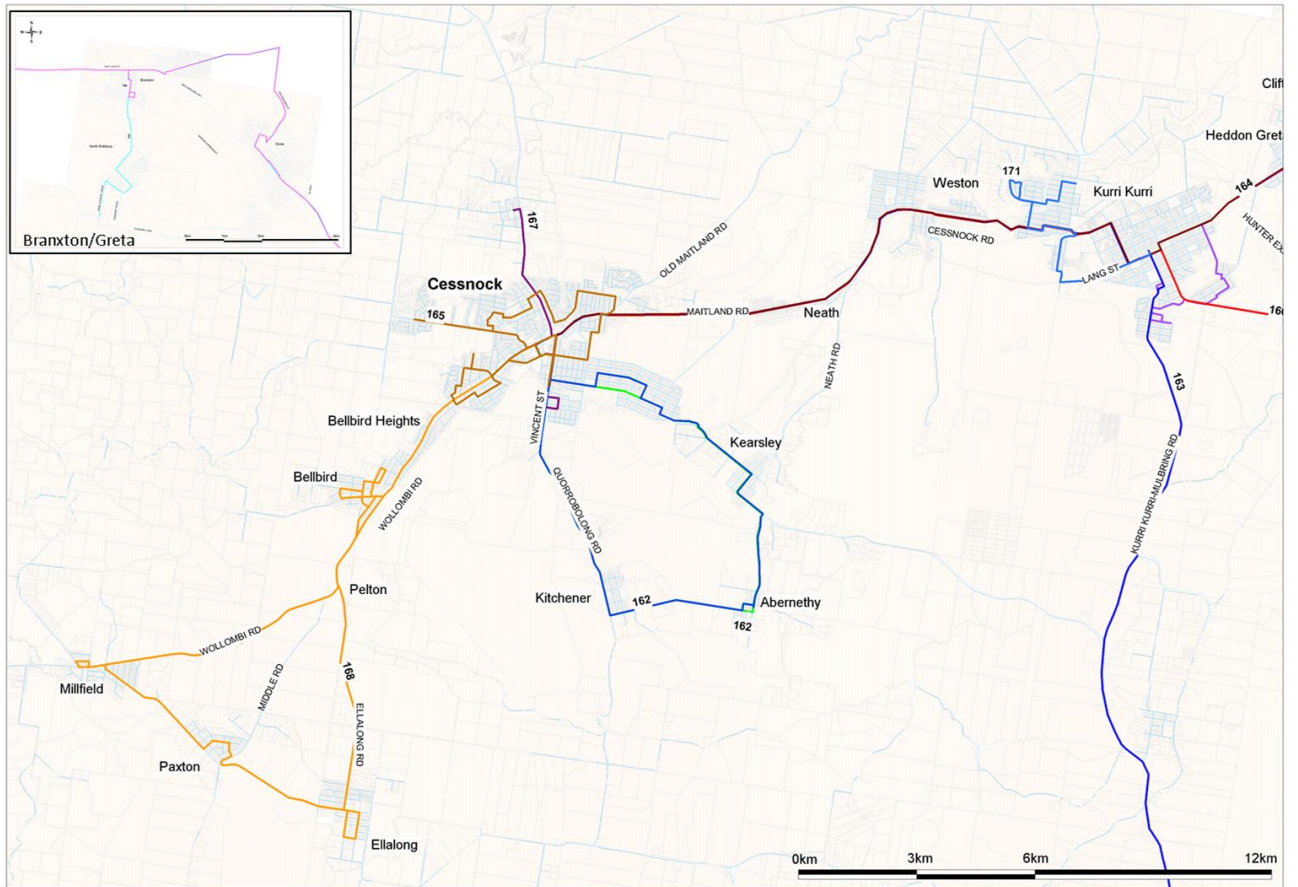 Branxton
Greta
Branxton/Greta
Clift
Heddon Gret
Weston
171
Kurri Kurri
164
HUNTER EX
167
OLD MAITLAND RD
CESSNOCK RD
LANG ST
Cessnock
165
MAITLAND RD
Neath
NEATH RD
163
Bellbird Heights
VINCENT ST
Kearsley
Bellbird
WOLLOMBI RD
QUORROBOLONG RD
KURRI KURRI-MULBRING RD
Pelton
Kitchener
162
Abernethy
162
WOLLOMBI RD
Millfield
MIDDLE RD
168
ELLALONG RD
Paxton
Ellalong
0km
3km
6km
12km